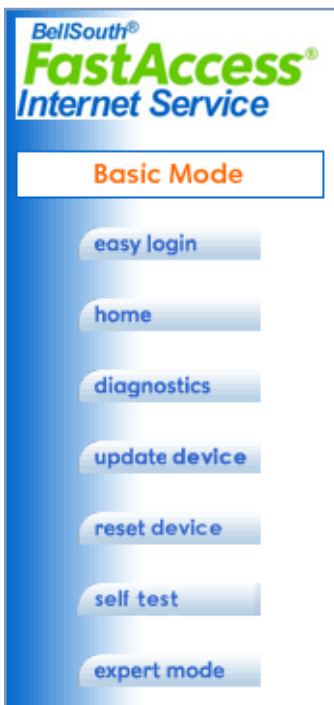 BellSouth®
FastAccess®
Internet Service
Basic Mode
easy login
home
diagnostics
update device
reset device
self test
expert mode